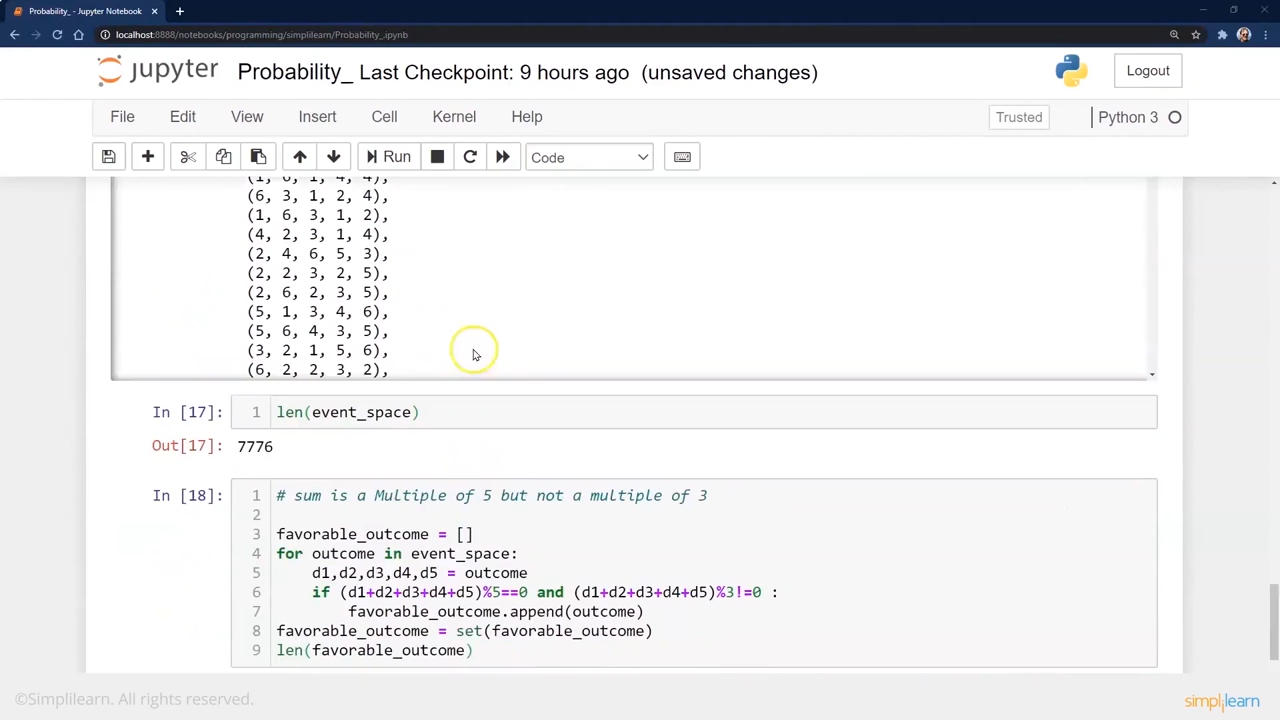 Probability_ - Jupyter Notebook
localhost:8888/notebooks/programming/simplilearn/Probability_.ipynb
jupyter Probability_ Last Checkpoint: 9 hours ago (unsaved changes) Logout
File Edit View Insert Cell Kernel Help Trusted Python 3
Run Code
(1, 6, 1, 4, 4),
(6, 3, 1, 2, 4),
(1, 6, 3, 1, 2),
(4, 2, 3, 1, 4),
(2, 4, 6, 5, 3),
(2, 2, 3, 2, 5),
(2, 6, 2, 3, 5),
(5, 1, 3, 4, 6),
(5, 6, 4, 3, 5),
(3, 2, 1, 5, 6),
(6, 2, 2, 3, 2),
In [17]: 1 len(event_space)
Out[17]: 7776
In [18]: 1 # sum is a Multiple of 5 but not a multiple of 3
2
3 favorable_outcome = []
4 for outcome in event_space:
5 d1,d2,d3,d4,d5 = outcome
6 if (d1+d2+d3+d4+d5)%5==0 and (d1+d2+d3+d4+d5)%3!=0 :
7 favorable_outcome.append(outcome)
8 favorable_outcome = set(favorable_outcome)
9 len(favorable_outcome)
©Simplilearn. All rights reserved. simplilearn